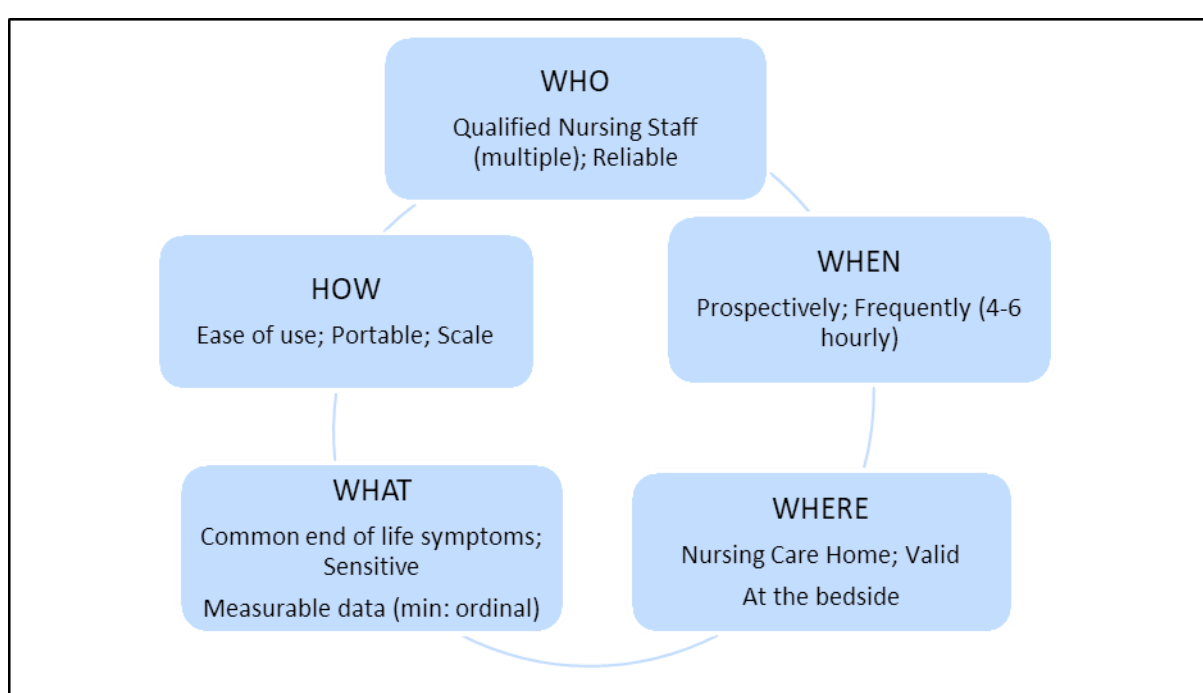 WHO
Qualified Nursing Staff
(multiple); Reliable
WHEN
Prospectively; Frequently (4-6
hourly)
WHERE
Nursing Care Home; Valid
At the bedside
WHAT
Common end of life symptoms;
Sensitive
Measurable data (min: ordinal)
HOW
Ease of use; Portable; Scale